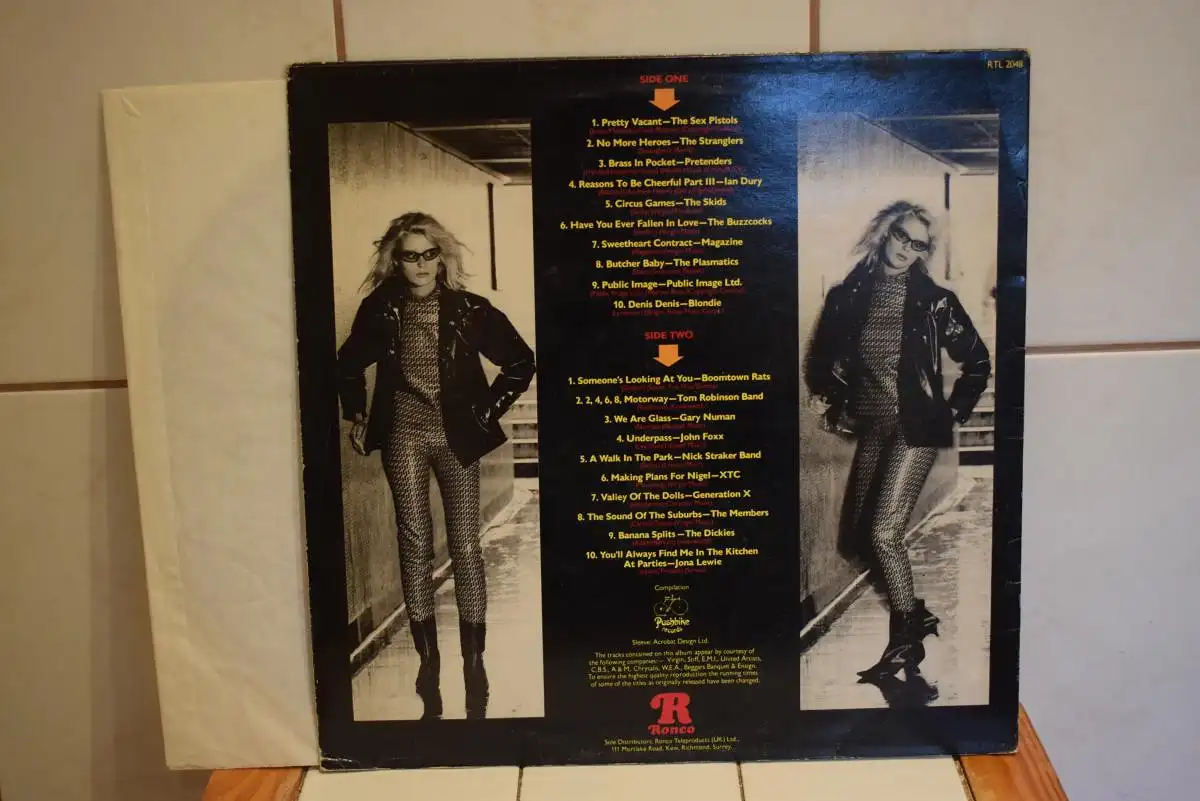 RTL 2048
SIDE ONE
1. Pretty Vacant—The Sex Pistols
2. No More Heroes—The Stranglers
3. Brass In Pocket—Pretenders
4. Reasons To Be Cheerful Part III—Ian Dury
5. Circus Games—The Skids
6. Have You Ever Fallen In Love—The Buzzcocks
7. Sweetheart Contract—Magazine
8. Butcher Baby—The Plasmatics
9. Public Image—Public Image Ltd.
10. Denis Denis—Blondie
SIDE TWO
1. Someone's Looking At You—Boomtown Rats
2. 2, 4, 6, 8, Motorway—Tom Robinson Band
3. We Are Glass—Gary Numan
4. Underpass—John Foxx
5. A Walk In The Park—Nick Straker Band
6. Making Plans For Nigel—XTC
7. Valley Of The Dolls—Generation X
8. The Sound Of The Suburbs—The Members
9. Banana Splits—The Dickies
10. You'll Always Find Me In The Kitchen
At Parties—Jona Lewie
Compilation
Pushbike
records
Sleeve: Acrobat Design Ltd.
The tracks contained on this album appear by courtesy of
the following companies:— Virgin, Stiff, E.M.I., United Artists,
C.B.S., A & M, Chrysalis, W.E.A., Beggars Banquet & Ensign.
To ensure the highest quality reproduction the running times
of some of the titles as originally released have been changed.
R
Ronco
Sole Distributors: Ronco Teleproducts (UK) Ltd.,
111 Mortlake Road, Kew, Richmond, Surrey.